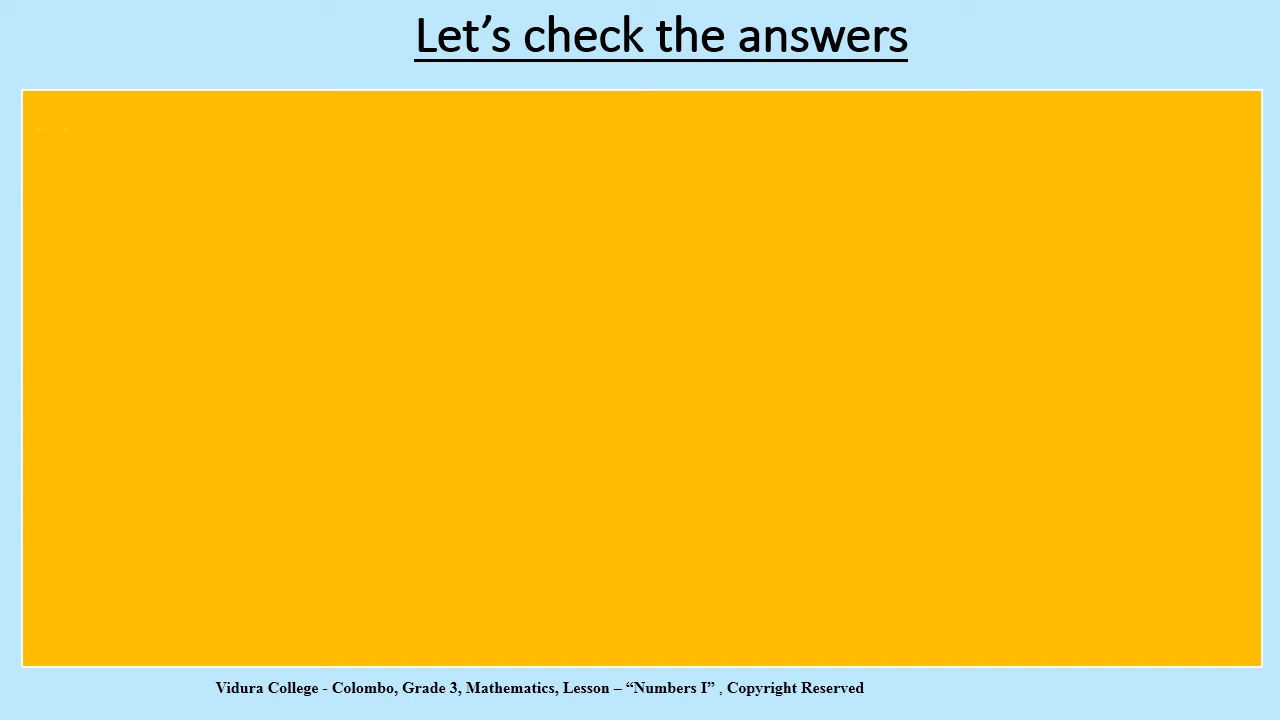 Let’s check the answers
Vidura College - Colombo, Grade 3, Mathematics, Lesson – “Numbers I” , Copyright Reserved